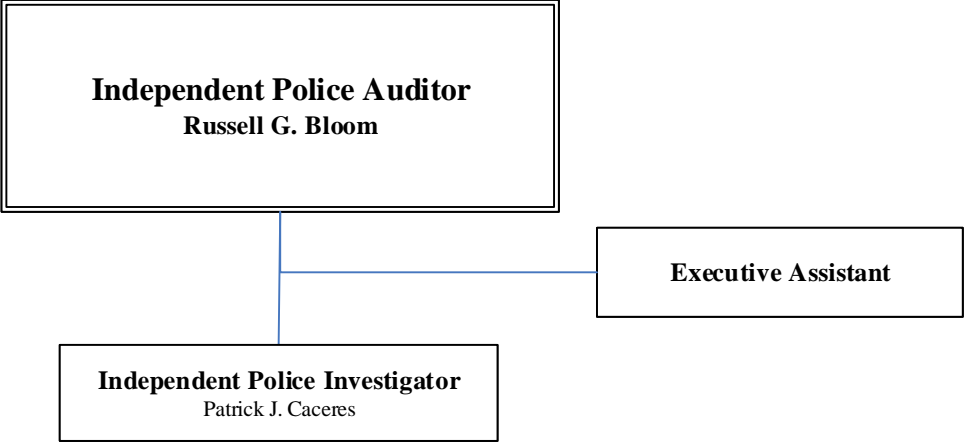 Independent Police Auditor
Russell G. Bloom
Executive Assistant
Independent Police Investigator
Patrick J. Caceres